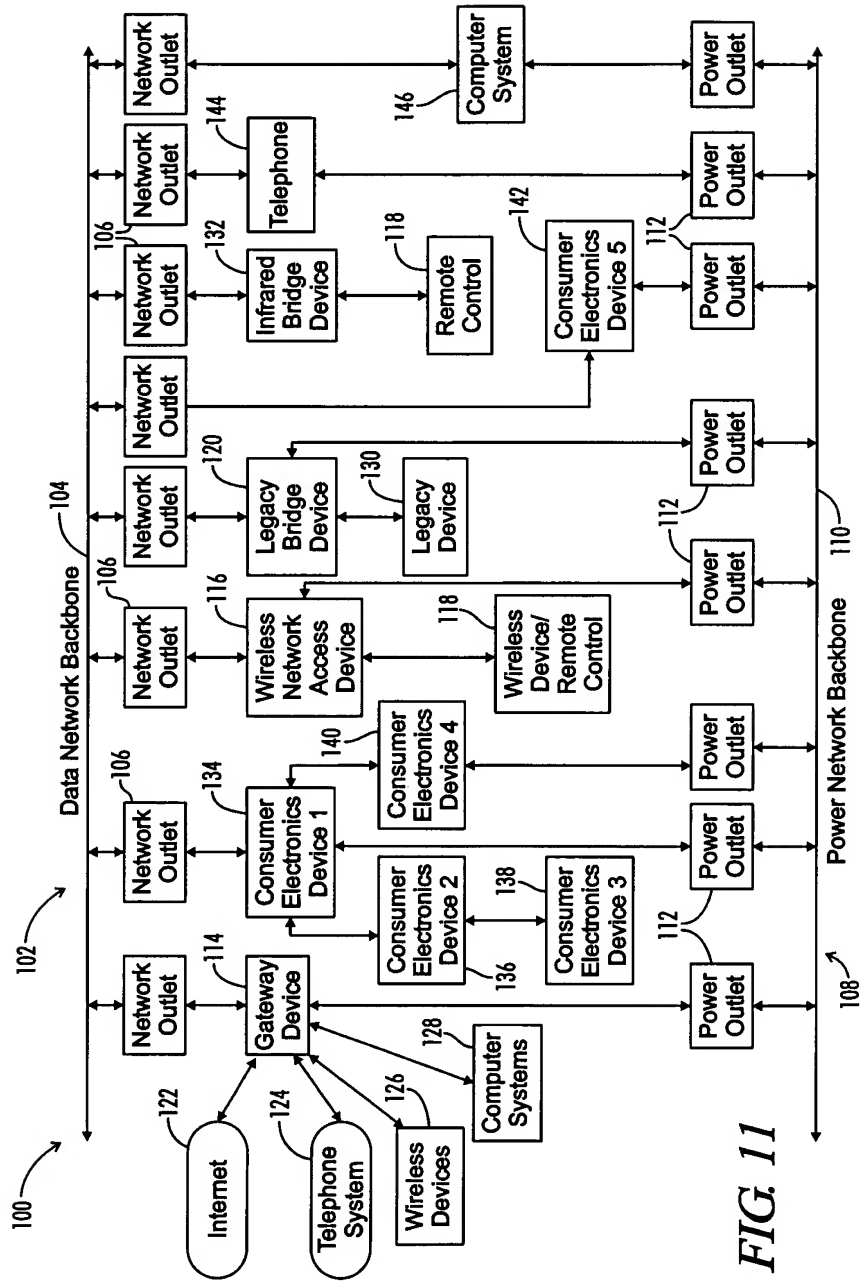 100
102
Data Network Backbone
104
Network
Outlet
106
Network
Outlet
106
Network
Outlet
Network
Outlet
Network
Outlet
106
Network
Outlet
Network
Outlet
Network
Outlet
122
Internet
124
Telephone
System
126
Wireless
Devices
128
Computer
Systems
114
Gateway
Device
134
Consumer
Electronics
Device 1
136
Consumer
Electronics
Device 2
138
Consumer
Electronics
Device 3
140
Consumer
Electronics
Device 4
116
Wireless
Network
Access
Device
118
Wireless
Device/
Remote
Control
120
Legacy
Bridge
Device
130
Legacy
Device
132
Infrared
Bridge
Device
118
Remote
Control
142
Consumer
Electronics
Device 5
144
Telephone
146
Computer
System
Power
Outlet
112
Power
Outlet
Power
Outlet
112
Power
Outlet
112
Power
Outlet
Power
Outlet
112
Power
Outlet
Power
Outlet
108
Power Network Backbone
110
FIG. 11